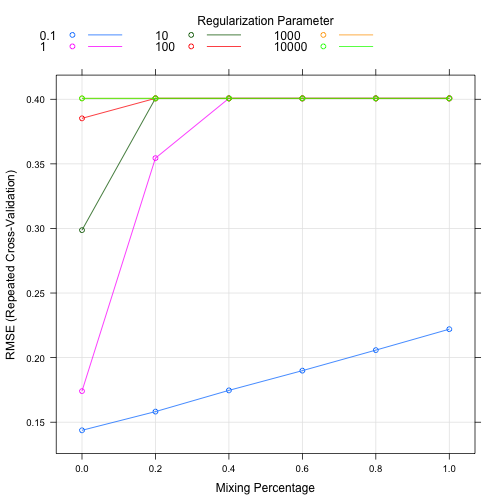 Regularization Parameter
0.1 10 1000
1 100 10000
RMSE (Repeated Cross-Validation)
0.40
0.35
0.30
0.25
0.20
0.15
0.0 0.2 0.4 0.6 0.8 1.0
Mixing Percentage